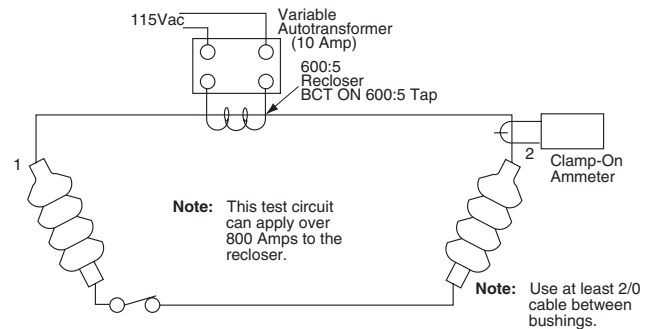 115Vac
Variable
Autotransformer
(10 Amp)
600:5
Recloser
BCT ON 600:5 Tap
1
2
Clamp-On
Ammeter
Note: This test circuit
can apply over
800 Amps to the
recloser.
Note: Use at least 2/0
cable between
bushings.